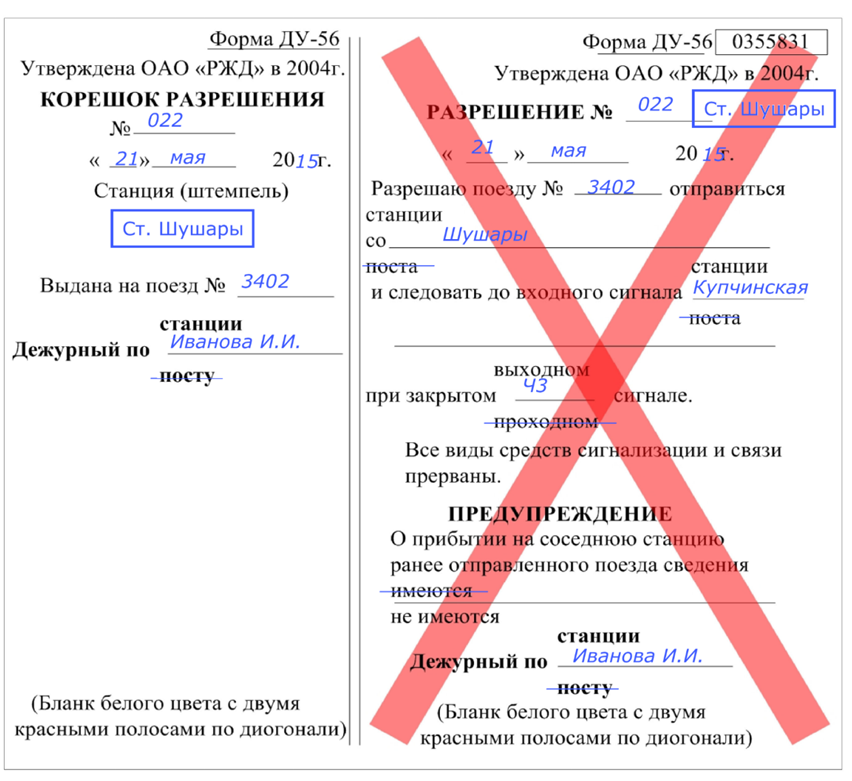 Форма ДУ-56
Утверждена ОАО «РЖД» в 2004г.
КОРЕШОК РАЗРЕШЕНИЯ
№ 022
« 21» мая 2015г.
Станция (штемпель)
Ст. Шушары
Выдана на поезд № 3402
станции
Дежурный по Иванова И.И.
посту
(Бланк белого цвета с двумя
красными полосами по диогонали)
Форма ДУ-56 0355831
Утверждена ОАО «РЖД» в 2004г.
РАЗРЕШЕНИЕ № 022 Ст. Шушары
« 21 » мая 20 15г.
Разрешаю поезду № 3402 отправиться
станции
со Шушары
поста станции
и следовать до входного сигнала Купчинская
поста
выходном
при закрытом Ч3 сигнале.
проходном
Все виды средств сигнализации и связи
прерваны.
ПРЕДУПРЕЖДЕНИЕ
О прибытии на соседнюю станцию
ранее отправленного поезда сведения
имеются
не имеются
станции
Дежурный по Иванова И.И.
посту
(Бланк белого цвета с двумя
красными полосами по диогонали)